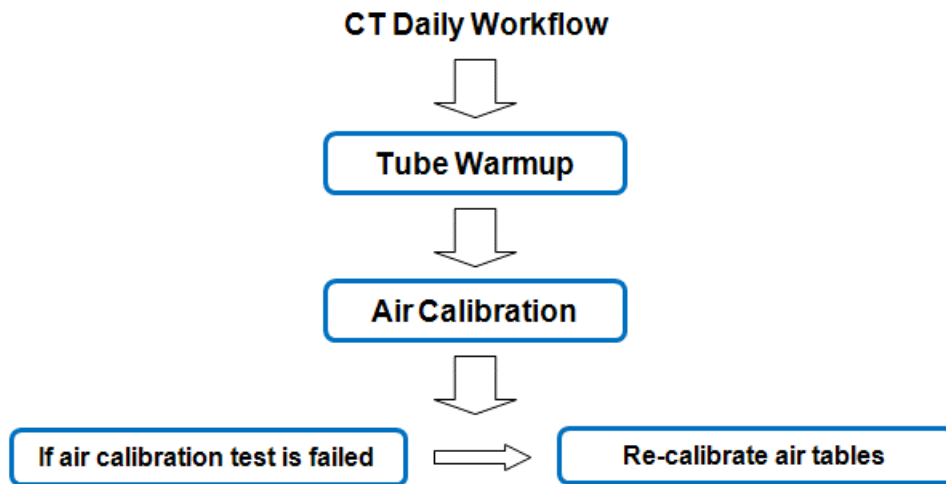 CT Daily Workflow
Tube Warmup
Air Calibration
If air calibration test is failed
Re-calibrate air tables